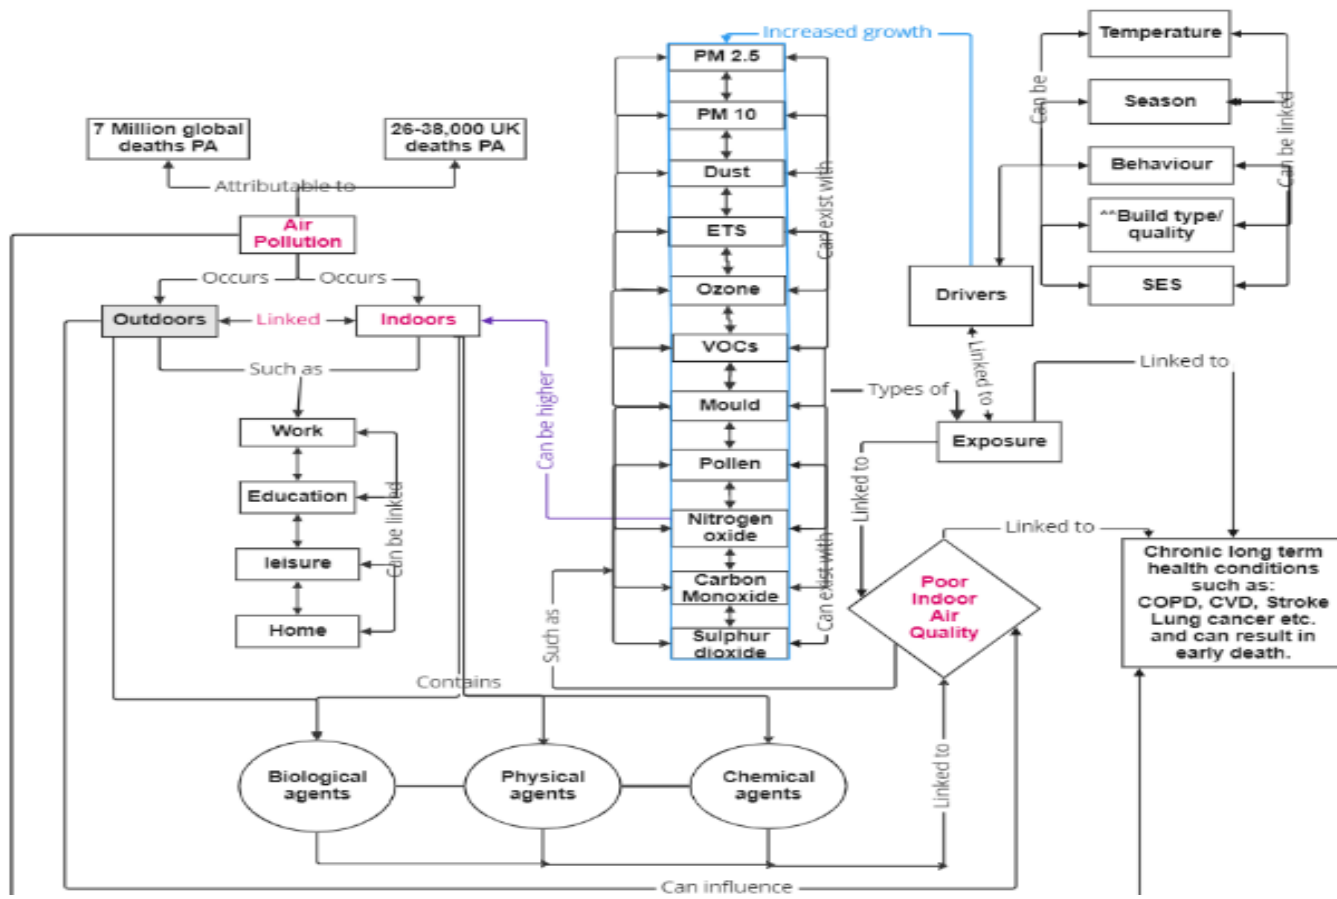 Increased growth
PM 2.5
PM 10
Dust
ETS
Ozone
VOCs
Mould
Pollen
Nitrogen
oxide
Carbon
Monoxide
Sulphur
dioxide
Can exist with
Can exist with
Temperature
Season
Behaviour
^^Build type/
quality
SES
Can be
Can be linked
7 Million global
deaths PA
26-38,000 UK
deaths PA
Attributable to
Air
Pollution
Occurs
Occurs
Outdoors
Linked
Indoors
Such as
Work
Education
leisure
Home
Can be linked
Can be higher
Drivers
Linked to
Types of
Exposure
Linked to
Linked to
Linked to
Poor
Indoor
Air
Quality
Chronic long term
health conditions
such as:
COPD, CVD, Stroke
Lung cancer etc.
and can result in
early death.
Such as
Contains
Biological
agents
Physical
agents
Chemical
agents
Linked to
Can influence